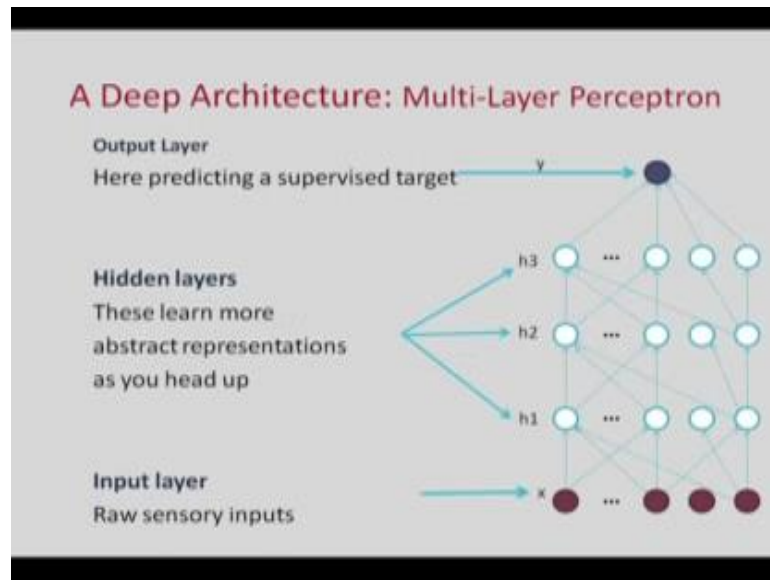 A Deep Architecture: Multi-Layer Perceptron
Output Layer
Here predicting a supervised target
y
h3
...
Hidden layers
These learn more
abstract representations
as you head up
h2
...
h1
...
Input layer
Raw sensory inputs
x
...